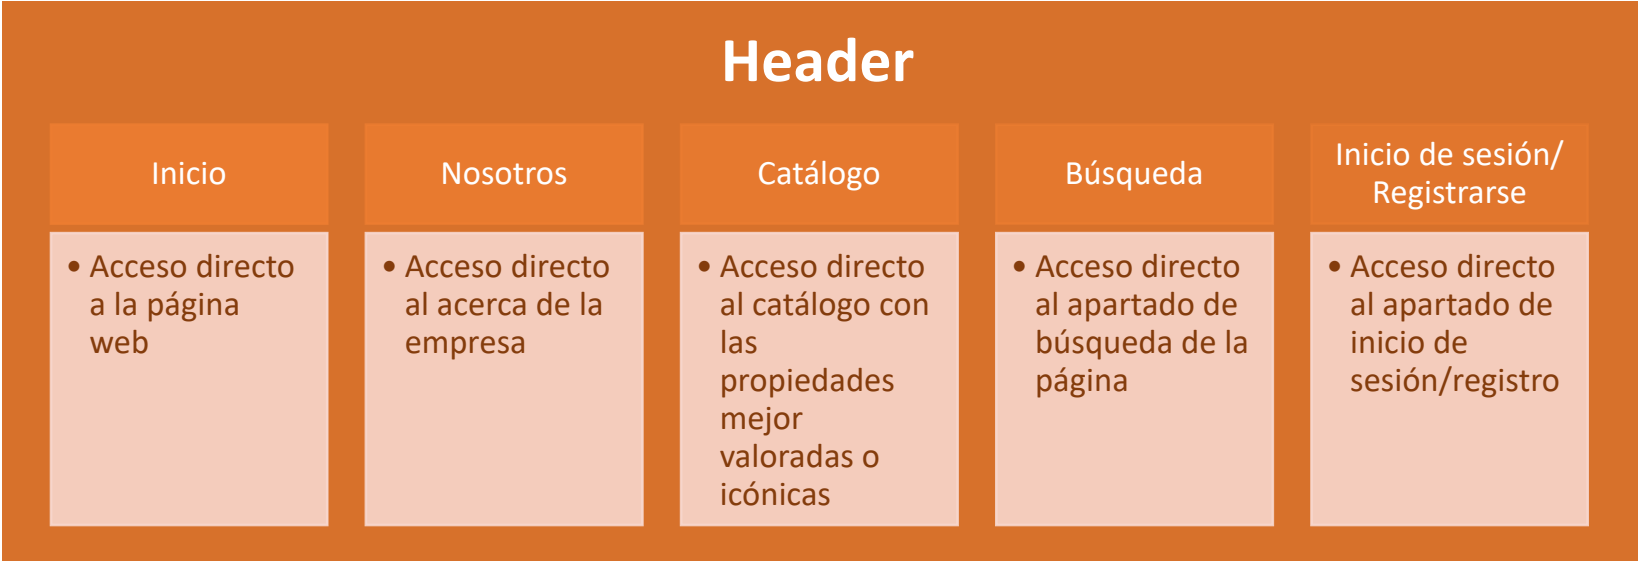 Header
Inicio
• Acceso directo
a la página
web
Nosotros
• Acceso directo
al acerca de la
empresa
Catálogo
• Acceso directo
al catálogo con
las
propiedades
mejor
valoradas o
icónicas
Búsqueda
• Acceso directo
al apartado de
búsqueda de la
página
Inicio de sesión/
Registrarse
• Acceso directo
al apartado de
inicio de
sesión/registro